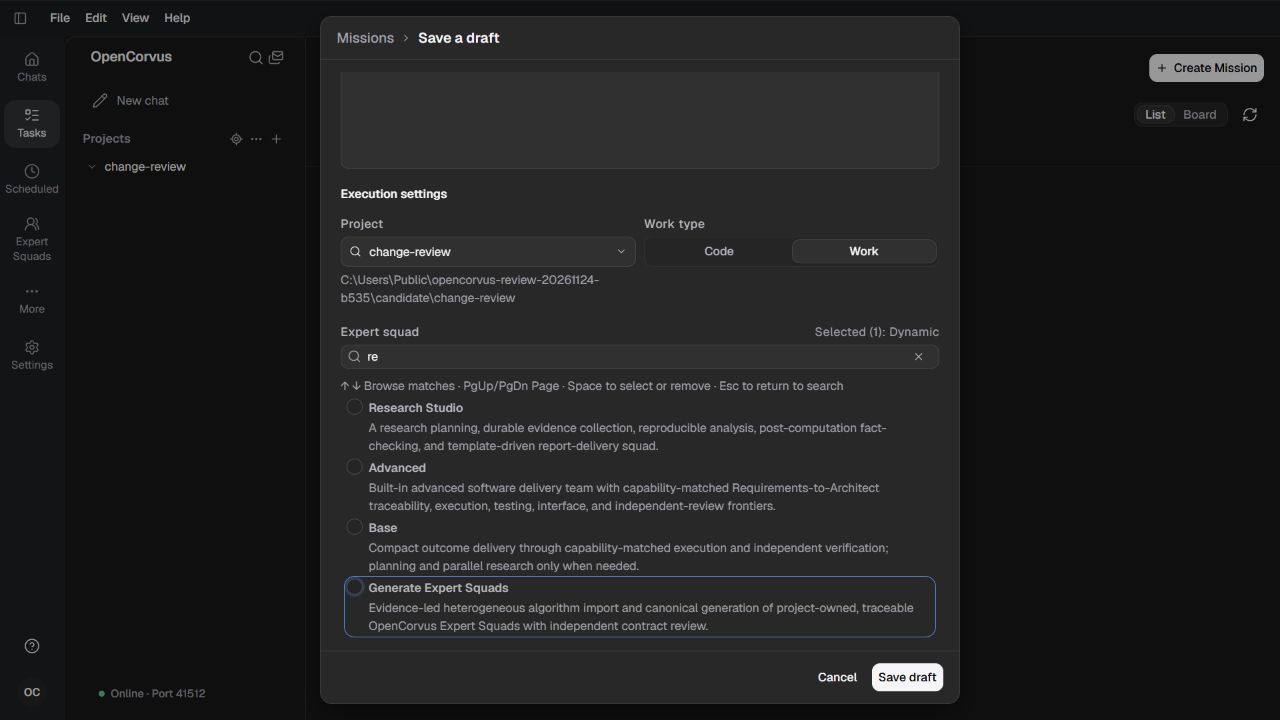 File Edit View Help
Missions › Save a draft
OpenCorvus
Create Mission
Chats
New chat
List Board
Tasks
Projects
change-review
Scheduled
Execution settings
Project
Work type
Expert
Squads
change-review
Code
Work
C:\Users\Public\opencorvus-review-20261124-
b535\candidate\change-review
More
Expert squad
Selected (1): Dynamic
Settings
re
↑↓ Browse matches · PgUp/PgDn Page · Space to select or remove · Esc to return to search
Research Studio
A research planning, durable evidence collection, reproducible analysis, post-computation fact-
checking, and template-driven report-delivery squad.
Advanced
Built-in advanced software delivery team with capability-matched Requirements-to-Architect
traceability, execution, testing, interface, and independent-review frontiers.
Base
Compact outcome delivery through capability-matched execution and independent verification;
planning and parallel research only when needed.
Generate Expert Squads
Evidence-led heterogeneous algorithm import and canonical generation of project-owned, traceable
OpenCorvus Expert Squads with independent contract review.
Cancel
Save draft
OC
Online · Port 41512